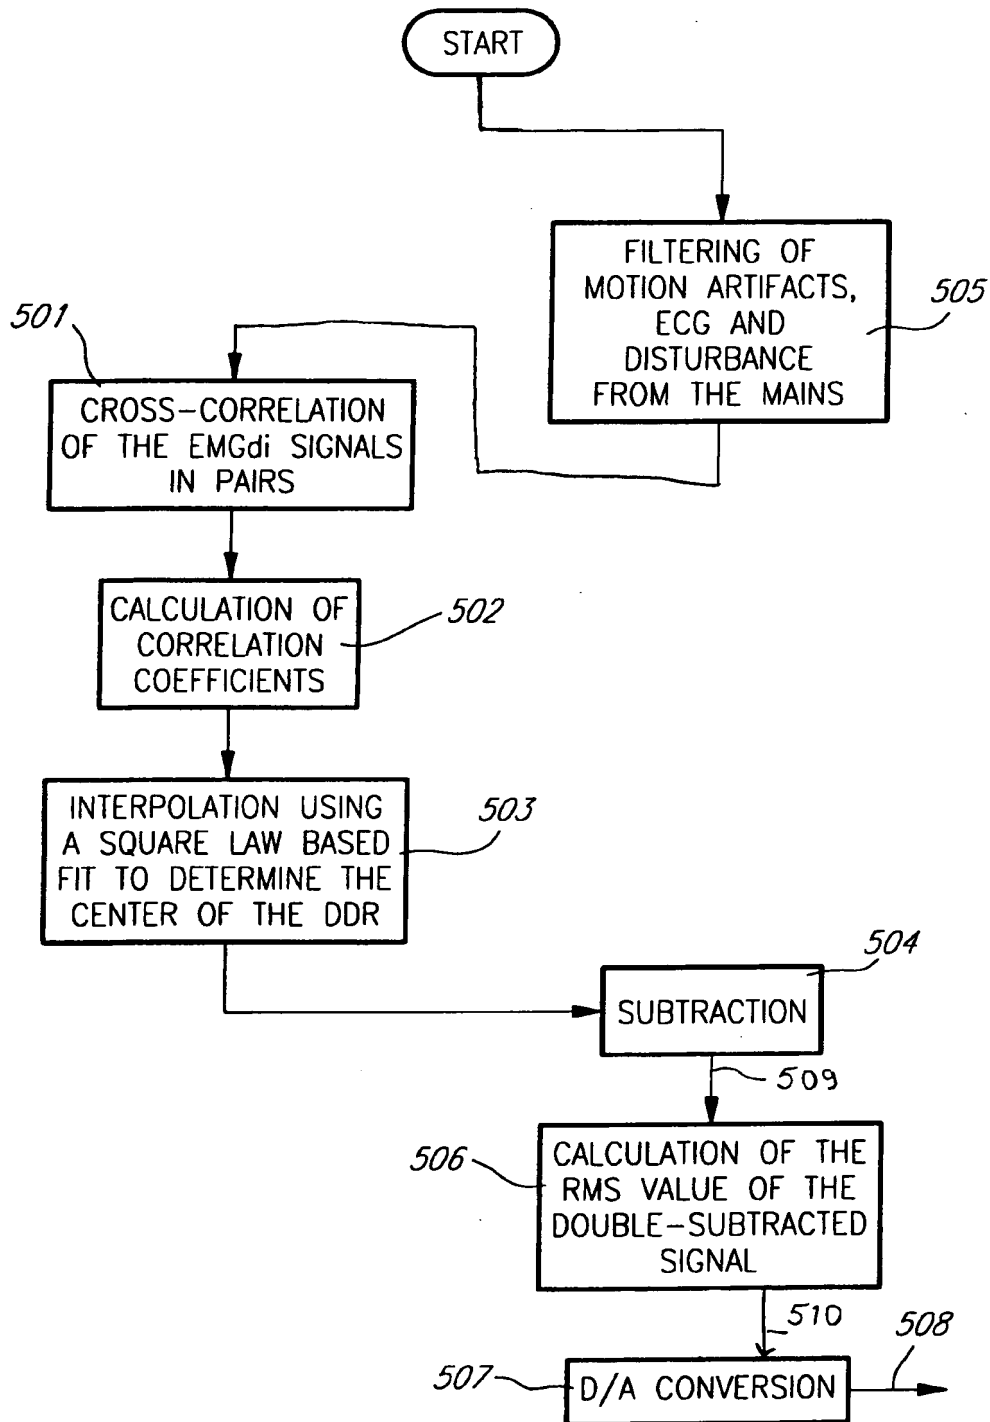 START
FILTERING OF
MOTION ARTIFACTS,
ECG AND
DISTURBANCE
FROM THE MAINS
505
501
CROSS-CORRELATION
OF THE EMGdi SIGNALS
IN PAIRS
CALCULATION OF
CORRELATION
COEFFICIENTS
502
INTERPOLATION USING
A SQUARE LAW BASED
FIT TO DETERMINE THE
CENTER OF THE DDR
503
504
SUBTRACTION
509
506
CALCULATION OF THE
RMS VALUE OF THE
DOUBLE-SUBTRACTED
SIGNAL
510
508
507
D/A CONVERSION